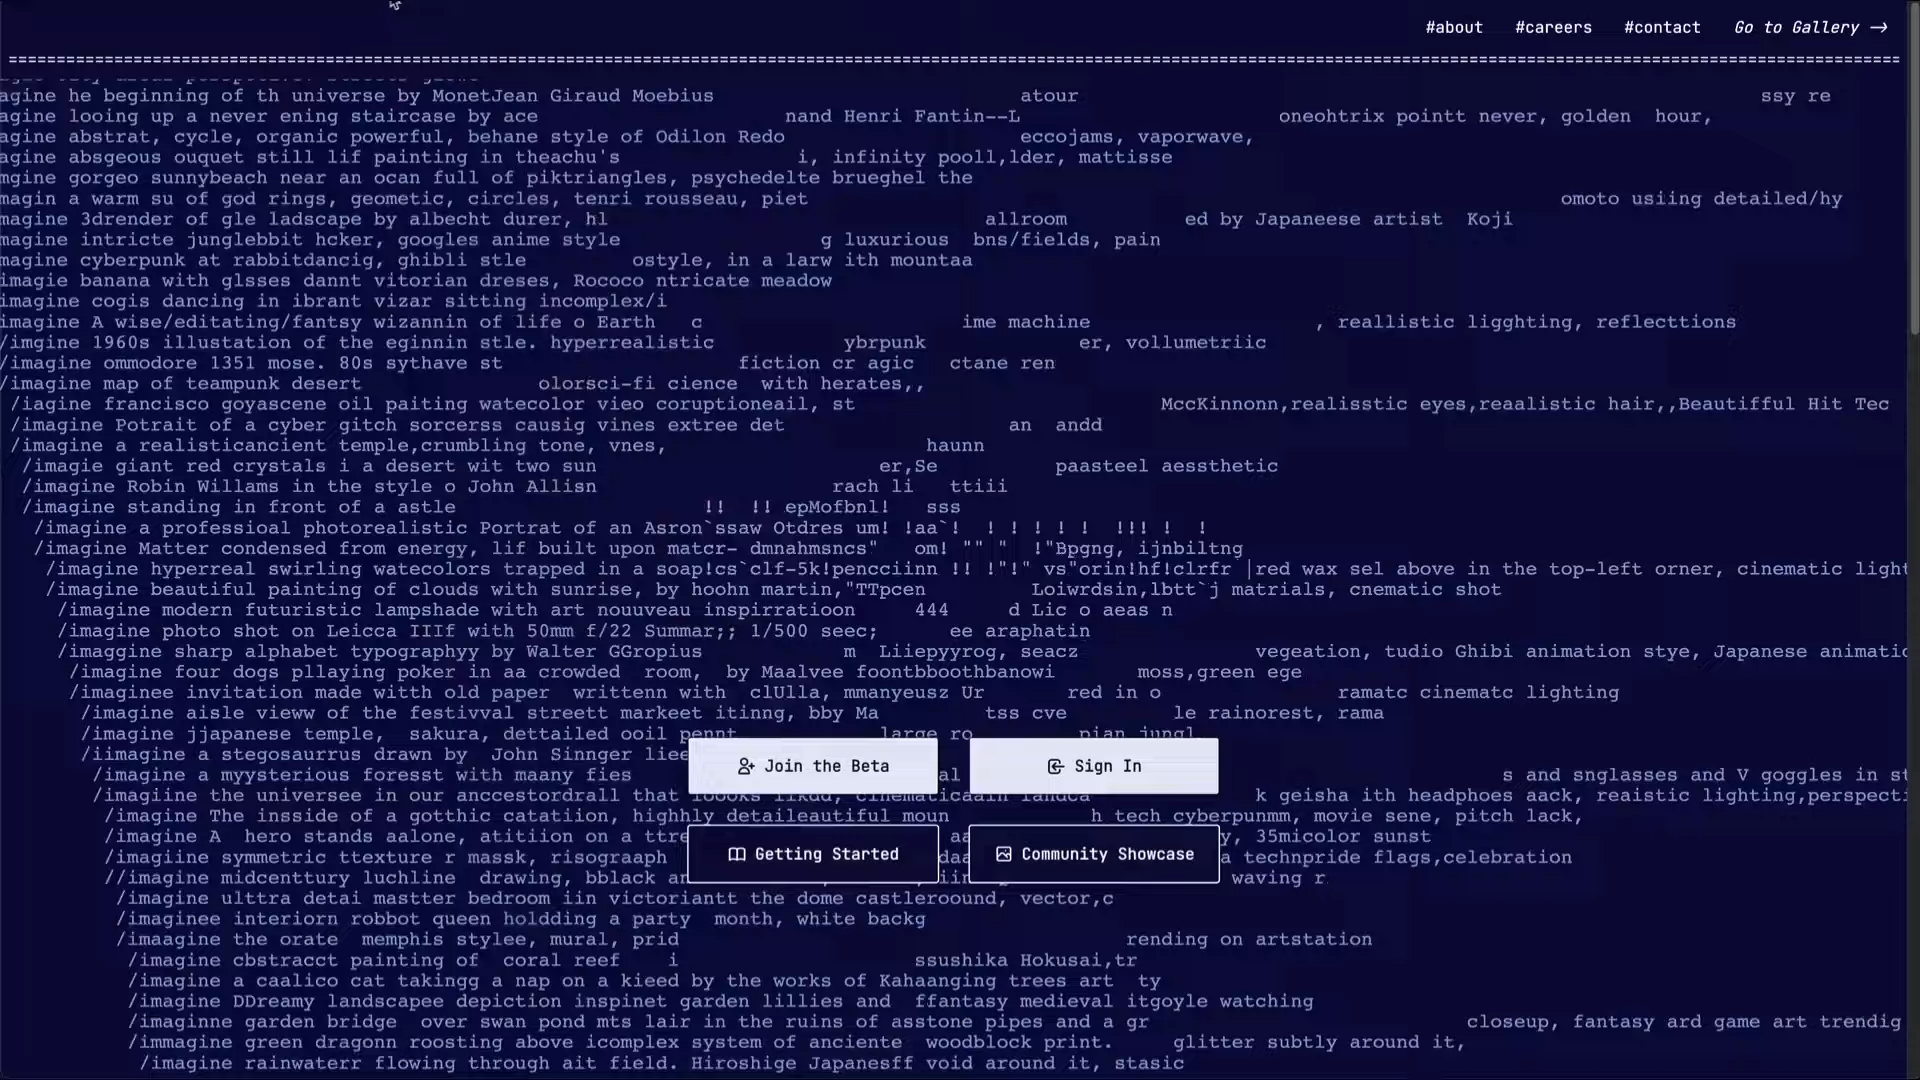 #about #careers #contact Go to Gallery →
agine he beginning of th universe by MonetJean Giraud Moebius atour ssy re
agine looing up a never ening staircase by ace nand Henri Fantin--L oneohtrix pointt never, golden hour,
agine abstrat, cycle, organic powerful, behane style of Odilon Redo eccojams, vaporwave,
agine absgeous ouquet still lif painting in theachu's i, infinity pooll,lder, mattisse
mgine gorgeo sunnybeach near an ocan full of piktriangles, psychedelte brueghel the
magin a warm su of god rings, geometic, circles, tenri rousseau, piet omoto usiing detailed/hy
magine 3drender of gle ladscape by albecht durer, hl allroom ed by Japaneese artist Koji
magine intricte junglebbit hcker, googles anime style g luxurious bns/fields, pain
magine cyberpunk at rabbitdancig, ghibli stle ostyle, in a larw ith mountaa
imagie banana with glsses dannt vitorian dreses, Rococo ntricate meadow
imagine cogis dancing in ibrant vizar sitting incomplex/i
imagine A wise/editating/fantsy wizannin of life o Earth c ime machine , reallistic ligghting, reflecttions
/imgine 1960s illustation of the eginnin stle. hyperrealistic ybrpunk er, vollumetriic
/imagine ommodore 1351 mose. 80s sythave st fiction cr agic ctane ren
/imagine map of teampunk desert olorsci-fi cience with herates,,
/iagine francisco goyascene oil paiting watecolor vieo coruptioneail, st MccKinnonn,realisstic eyes,reaalistic hair,,Beautifful Hit Tec
/imagine Potrait of a cyber gitch sorcerss causig vines extree det an andd
/imagine a realisticancient temple,crumbling tone, vnes, haunn
/imagie giant red crystals i a desert wit two sun er,Se paasteel aessthetic
/imagine Robin Willams in the style o John Allisn rach li ttiii
/imagine standing in front of a astle !! !! epMofbnl! sss
/imagine a professioal photorealistic Portrat of an Asron`ssaw Otdres um! !aa`! ! ! ! ! ! !!! ! !
/imagine Matter condensed from energy, lif built upon matcr- dmnahmsncs" om! "" " !"Bpgng, ijnbiltng
/imagine hyperreal swirling watecolors trapped in a soap!cs`clf-5k!pencciinn !! !"!" vs"orin!hf!clrfr |red wax sel above in the top-left orner, cinematic light
/imagine beautiful painting of clouds with sunrise, by hoohn martin,"TTpcen Loiwrdsin,lbtt`j matrials, cnematic shot
/imagine modern futuristic lampshade with art nouuveau inspirratioon 444 d Lic o aeas n
/imagine photo shot on Leicca IIIf with 50mm f/22 Summar;; 1/500 seec; ee araphatin
/imaggine sharp alphabet typographyy by Walter GGropius m Liiepyyrog, seacz vegeation, tudio Ghibi animation stye, Japanese animatic
/imagine four dogs pllaying poker in aa crowded room, by Maalvee foontbboothbanowi moss,green ege
/imaginee invitation made witth old paper writtenn with clUlla, mmanyeusz Ur red in o ramatc cinematc lighting
/imagine aisle vieww of the festivval streett markeet itinng, bby Ma tss cve le rainorest, rama
/imagine jjapanese temple, sakura, dettailed ooil pennt large ro pian jungl
/iimagine a stegosaurrus drawn by John Sinnger liee
Join the Beta Sign In
/imagine a myysterious foresst with maany fies al s and snglasses and V goggles in st
/imagiine the universee in our anccestordrall that k geisha ith headphoes aack, reaistic lighting,perspecti
/imagine The insside of a gotthic catatiion, highhly detaileautiful moun h tech cyberpunmm, movie sene, pitch lack,
/imagine A hero stands aalone, atitiion on a ttre aa y, 35micolor sunst
Getting Started Community Showcase
/imagiine symmetric ttexture r massk, risograaph a technpride flags,celebration
//imagine midcenttury luchline drawing, bblack an waving r
/imagine ulttra detai mastter bedroom iin victoriantt the dome castleroound, vector,c
/imaginee interiorn robbot queen holdding a party month, white backg
/imaagine the orate memphis stylee, mural, prid rending on artstation
/imagine cbstracct painting of coral reef i ssushika Hokusai,tr
/imagine a caalico cat takingg a nap on a kieed by the works of Kahaanging trees art ty
/imagine DDreamy landscapee depiction inspinet garden lillies and ffantasy medieval itgoyle watching
/imaginne garden bridge over swan pond mts lair in the ruins of asstone pipes and a gr closeup, fantasy ard game art trendig
/immagine green dragonn roosting above icomplex system of anciente woodblock print. glitter subtly around it,
/imagine rainwaterr flowing through ait field. Hiroshige Japanesff void around it, stasic